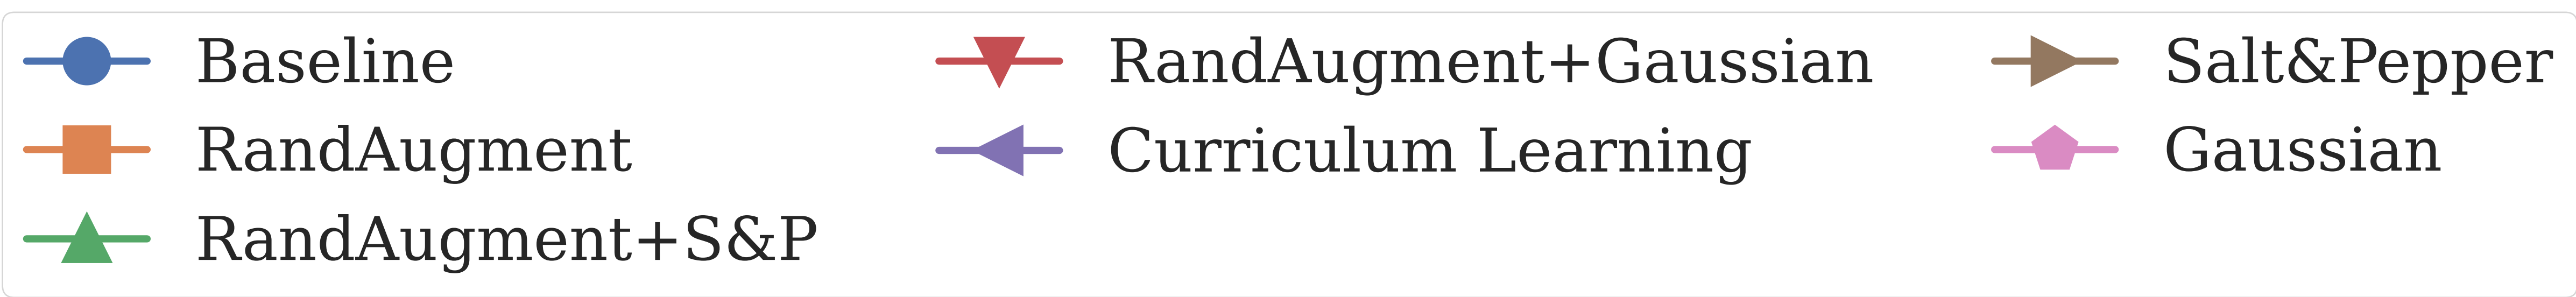 Baseline
RandAugment
RandAugment+S&P
RandAugment+Gaussian
Curriculum Learning
Salt&Pepper
Gaussian